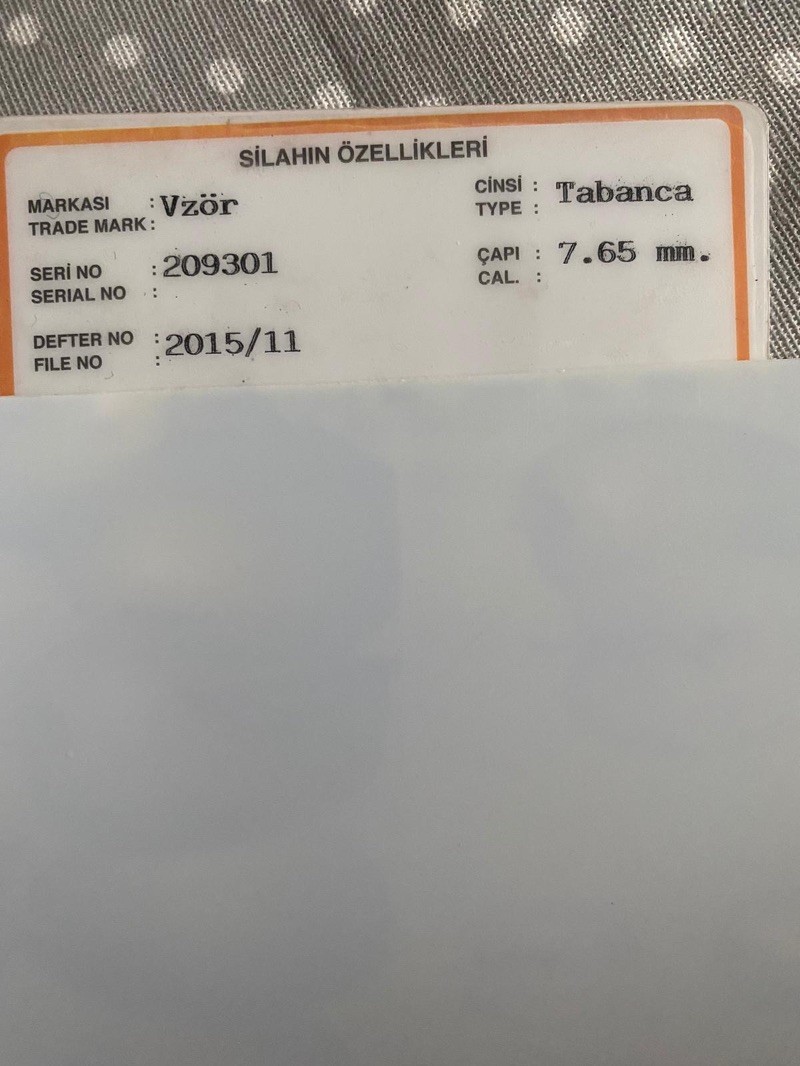 SİLAHIN ÖZELLİKLERİ
MARKASI : Vzör
TRADE MARK :
CİNSİ : Tabanca
TYPE :
SERİ NO : 209301
SERIAL NO :
ÇAPI : 7.65 mm.
CAL. :
DEFTER NO : 2015/11
FILE NO :